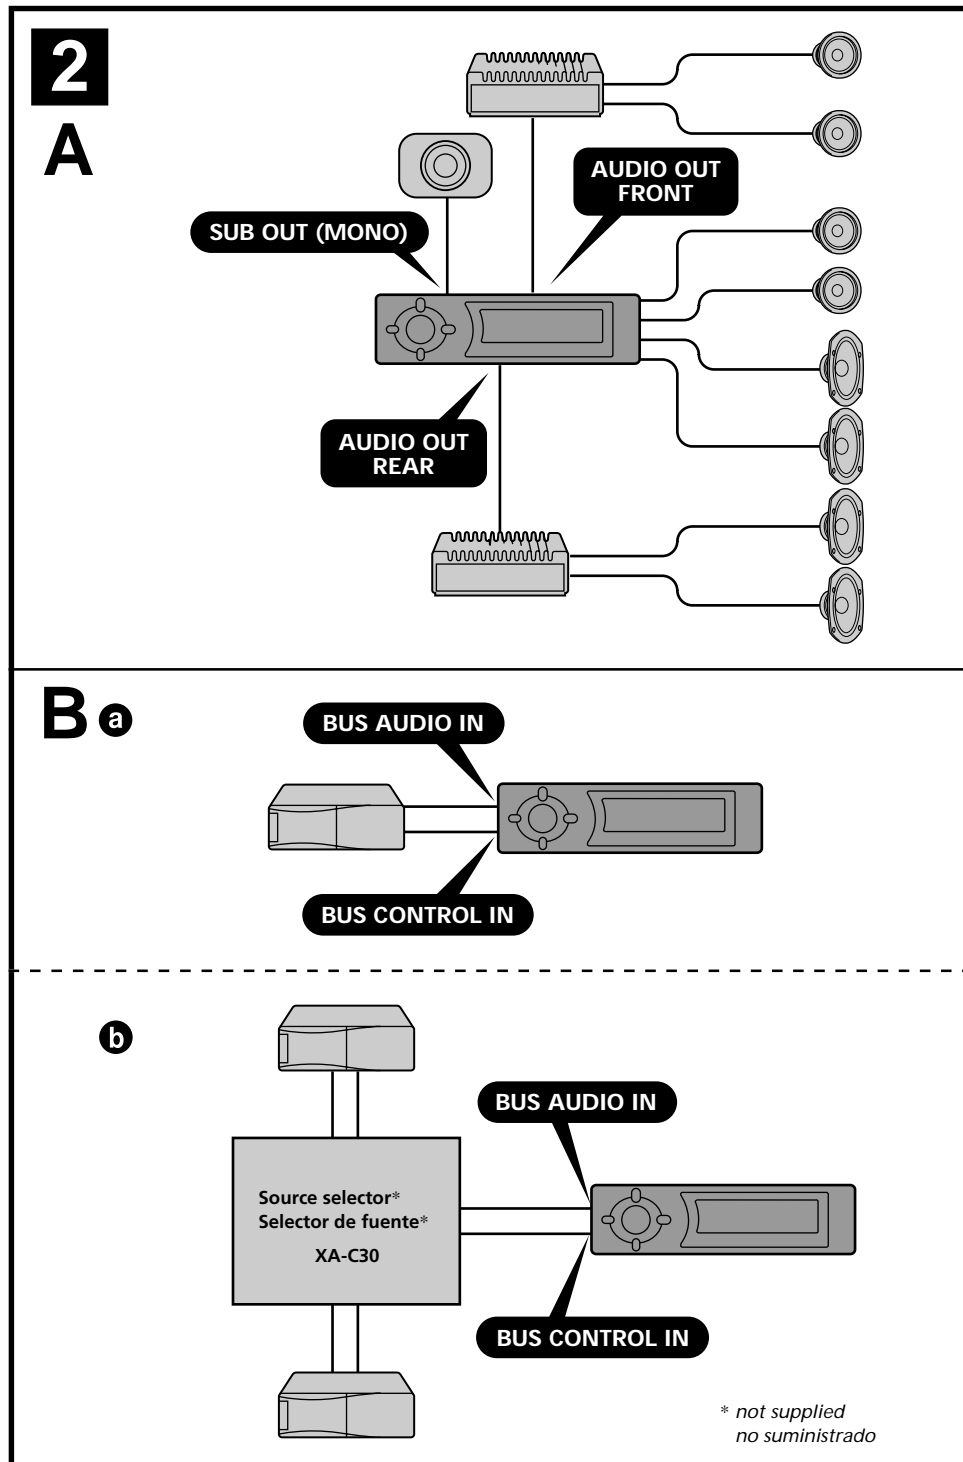 2
A
AUDIO OUT
FRONT
SUB OUT (MONO)
AUDIO OUT
REAR
B a
BUS AUDIO IN
BUS CONTROL IN
b
BUS AUDIO IN
Source selector*
Selector de fuente*
XA-C30
BUS CONTROL IN
* not supplied
no suministrado